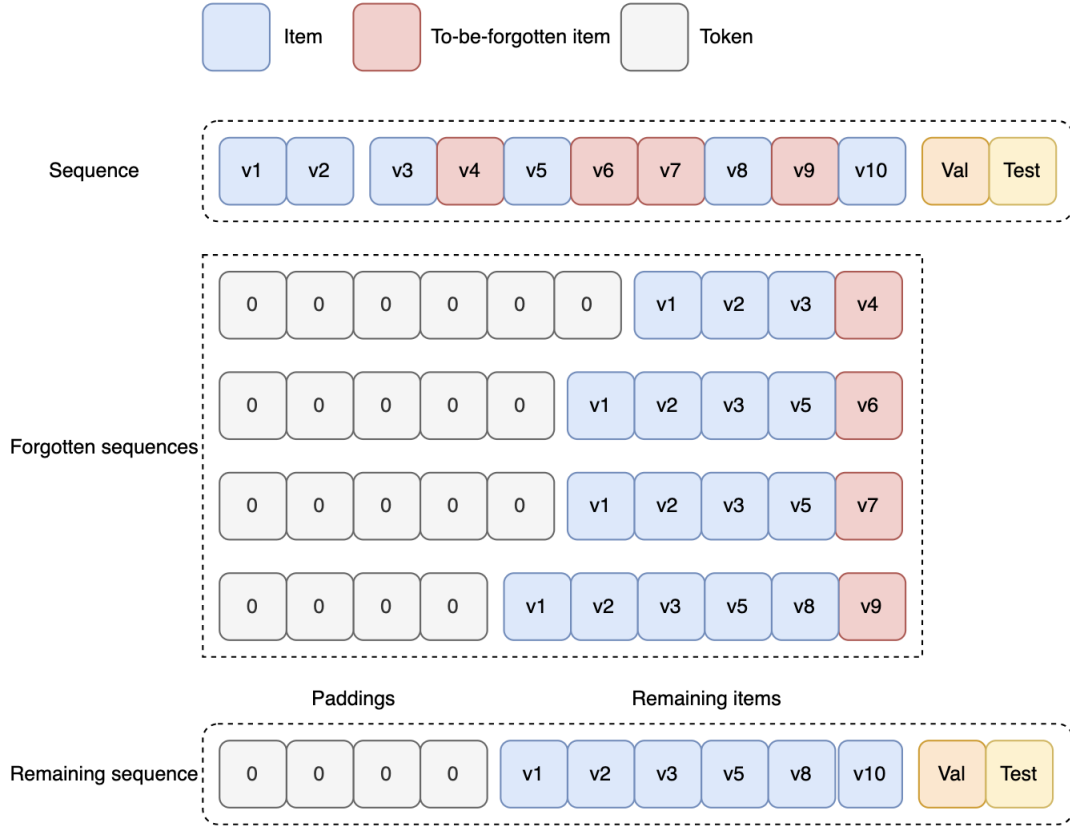 Item To-be-forgotten item Token
Sequence v1 v2 v3 v4 v5 v6 v7 v8 v9 v10 Val Test
0 0 0 0 0 0 v1 v2 v3 v4
0 0 0 0 0 v1 v2 v3 v5 v6
Forgotten sequences
0 0 0 0 0 v1 v2 v3 v5 v7
0 0 0 0 v1 v2 v3 v5 v8 v9
Paddings Remaining items
Remaining sequence 0 0 0 0 v1 v2 v3 v5 v8 v10 Val Test